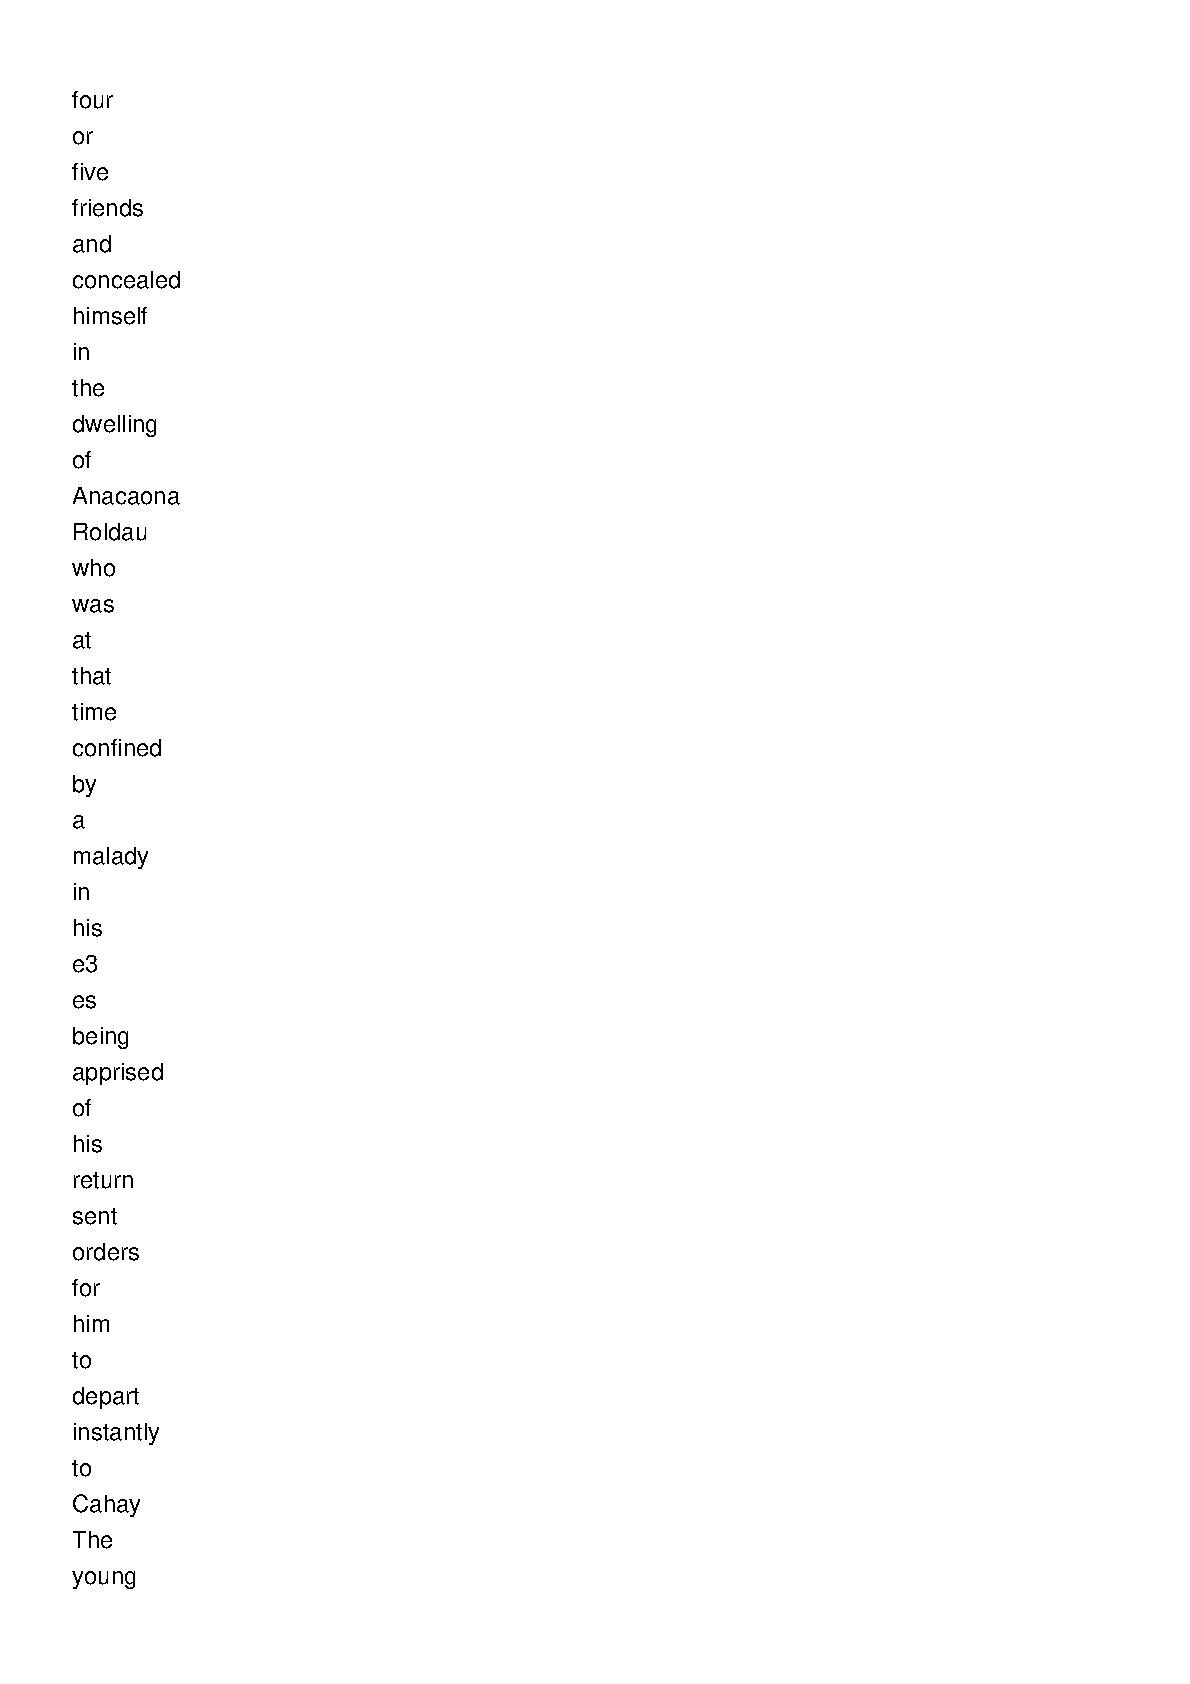 four
or
five
friends
and
concealed
himself
in
the
dwelling
of
Anacaona
Roldau
who
was
at
that
time
confined
by
a
malady
in
his
e3
es
being
apprised
of
his
return
sent
orders
for
him
to
depart
instantly
to
Cahay
The
young